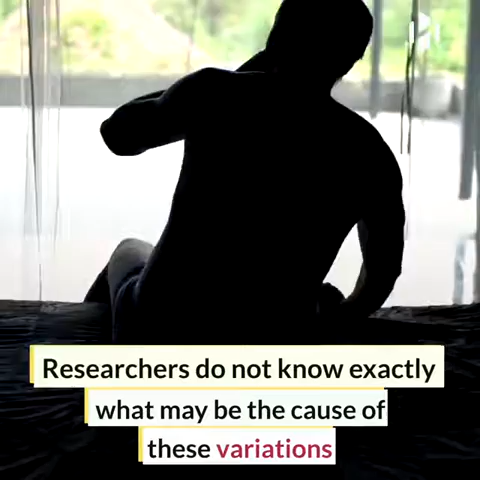 Researchers do not know exactly
what may be the cause of
these variations